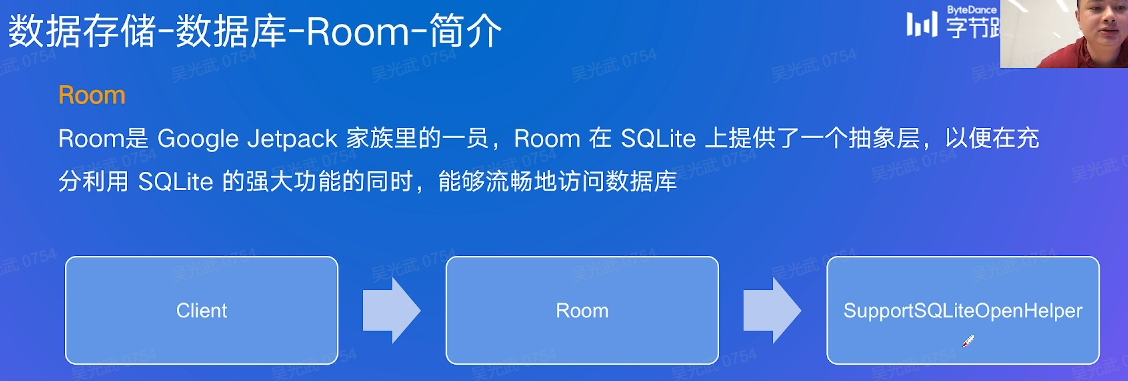 数据存储-数据库-Room-简介
ByteDance
字节
Room
Room是 Google Jetpack 家族里的一员，Room 在 SQLite 上提供了一个抽象层，以便在充
分利用 SQLite 的强大功能的同时，能够流畅地访问数据库
Client
Room
SupportSQLiteOpenHelper
吴光武 0754